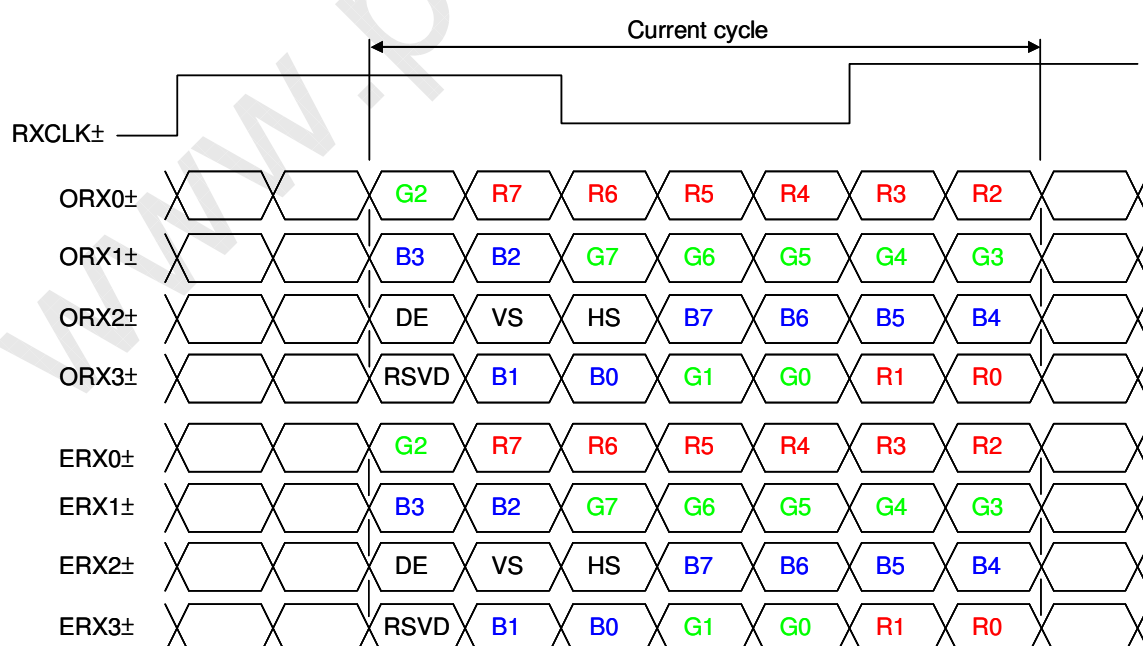 Current cycle
RXCLK±
ORX0± G2 R7 R6 R5 R4 R3 R2
ORX1± B3 B2 G7 G6 G5 G4 G3
ORX2± DE VS HS B7 B6 B5 B4
ORX3± RSVD B1 B0 G1 G0 R1 R0
ERX0± G2 R7 R6 R5 R4 R3 R2
ERX1± B3 B2 G7 G6 G5 G4 G3
ERX2± DE VS HS B7 B6 B5 B4
ERX3± RSVD B1 B0 G1 G0 R1 R0
www.p